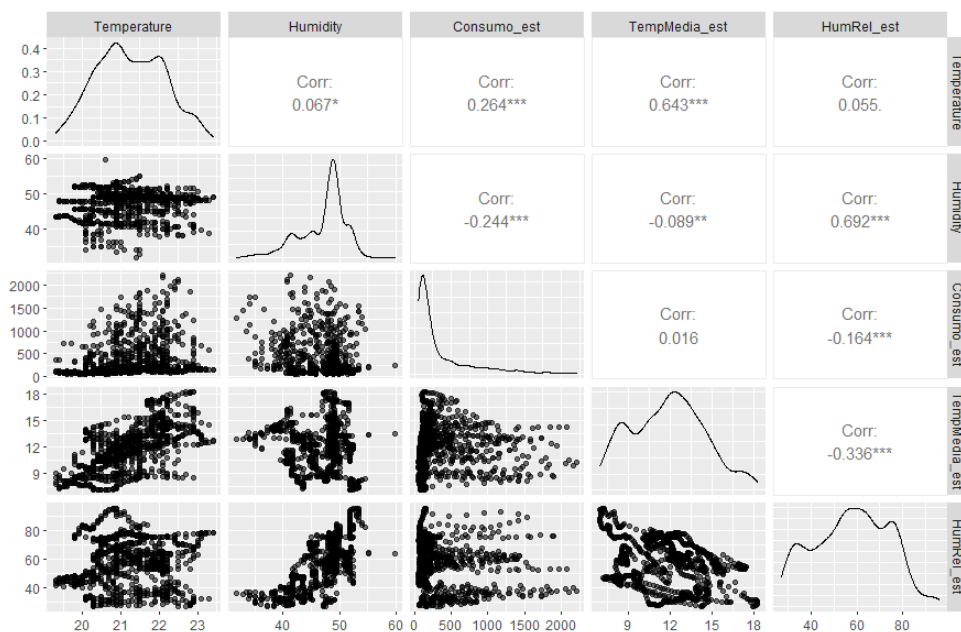 Temperature Humidity Consumo_est TempMedia_est HumRel_est
0.4
0.3
0.2
0.1
0.0
Corr:
0.067*
Corr:
0.264***
Corr:
0.643***
Corr:
0.055.
Temperature
60
50
40
Corr:
-0.244***
Corr:
-0.089**
Corr:
0.692***
Humidity
2000
1500
1000
500
0
Corr:
0.016
Corr:
-0.164***
Consumo_est
18
15
12
9
Corr:
-0.336***
TempMedia_est
80
60
40
HumRel_est
20 21 22 23 40 50 60 0 500 1000 1500 2000 9 12 15 18 40 60 80